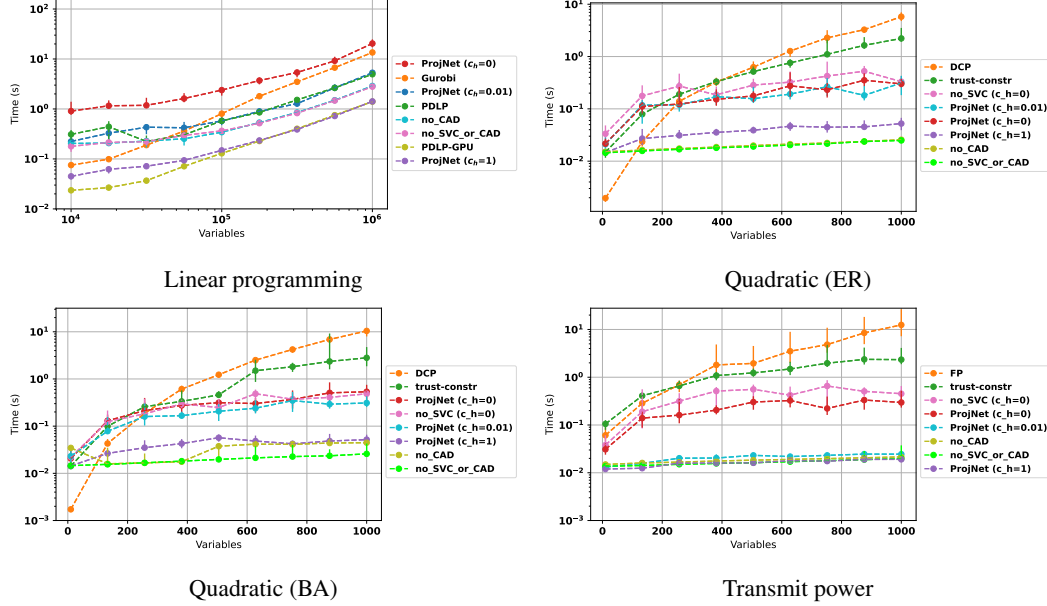 10²
10¹
10⁰
10⁻¹
10⁻²
Time (s)
10⁴
10⁵
10⁶
Variables
ProjNet (cₕ=0)
Gurobi
ProjNet (cₕ=0.01)
PDLP
no_CAD
no_SVC_or_CAD
PDLP-GPU
ProjNet (cₕ=1)
Linear programming
10¹
10⁰
10⁻¹
10⁻²
Time (s)
0 200 400 600 800 1000
Variables
DCP
trust-constr
no_SVC (c_h=0)
ProjNet (c_h=0.01)
ProjNet (c_h=0)
ProjNet (c_h=1)
no_CAD
no_SVC_or_CAD
Quadratic (ER)
10¹
10⁰
10⁻¹
10⁻²
10⁻³
Time (s)
0 200 400 600 800 1000
Variables
DCP
trust-constr
ProjNet (c_h=0)
no_SVC (c_h=0)
ProjNet (c_h=0.01)
ProjNet (c_h=1)
no_CAD
no_SVC_or_CAD
Quadratic (BA)
10¹
10⁰
10⁻¹
10⁻²
10⁻³
Time (s)
0 200 400 600 800 1000
Variables
FP
trust-constr
no_SVC (c_h=0)
ProjNet (c_h=0)
ProjNet (c_h=0.01)
no_CAD
no_SVC_or_CAD
ProjNet (c_h=1)
Transmit power